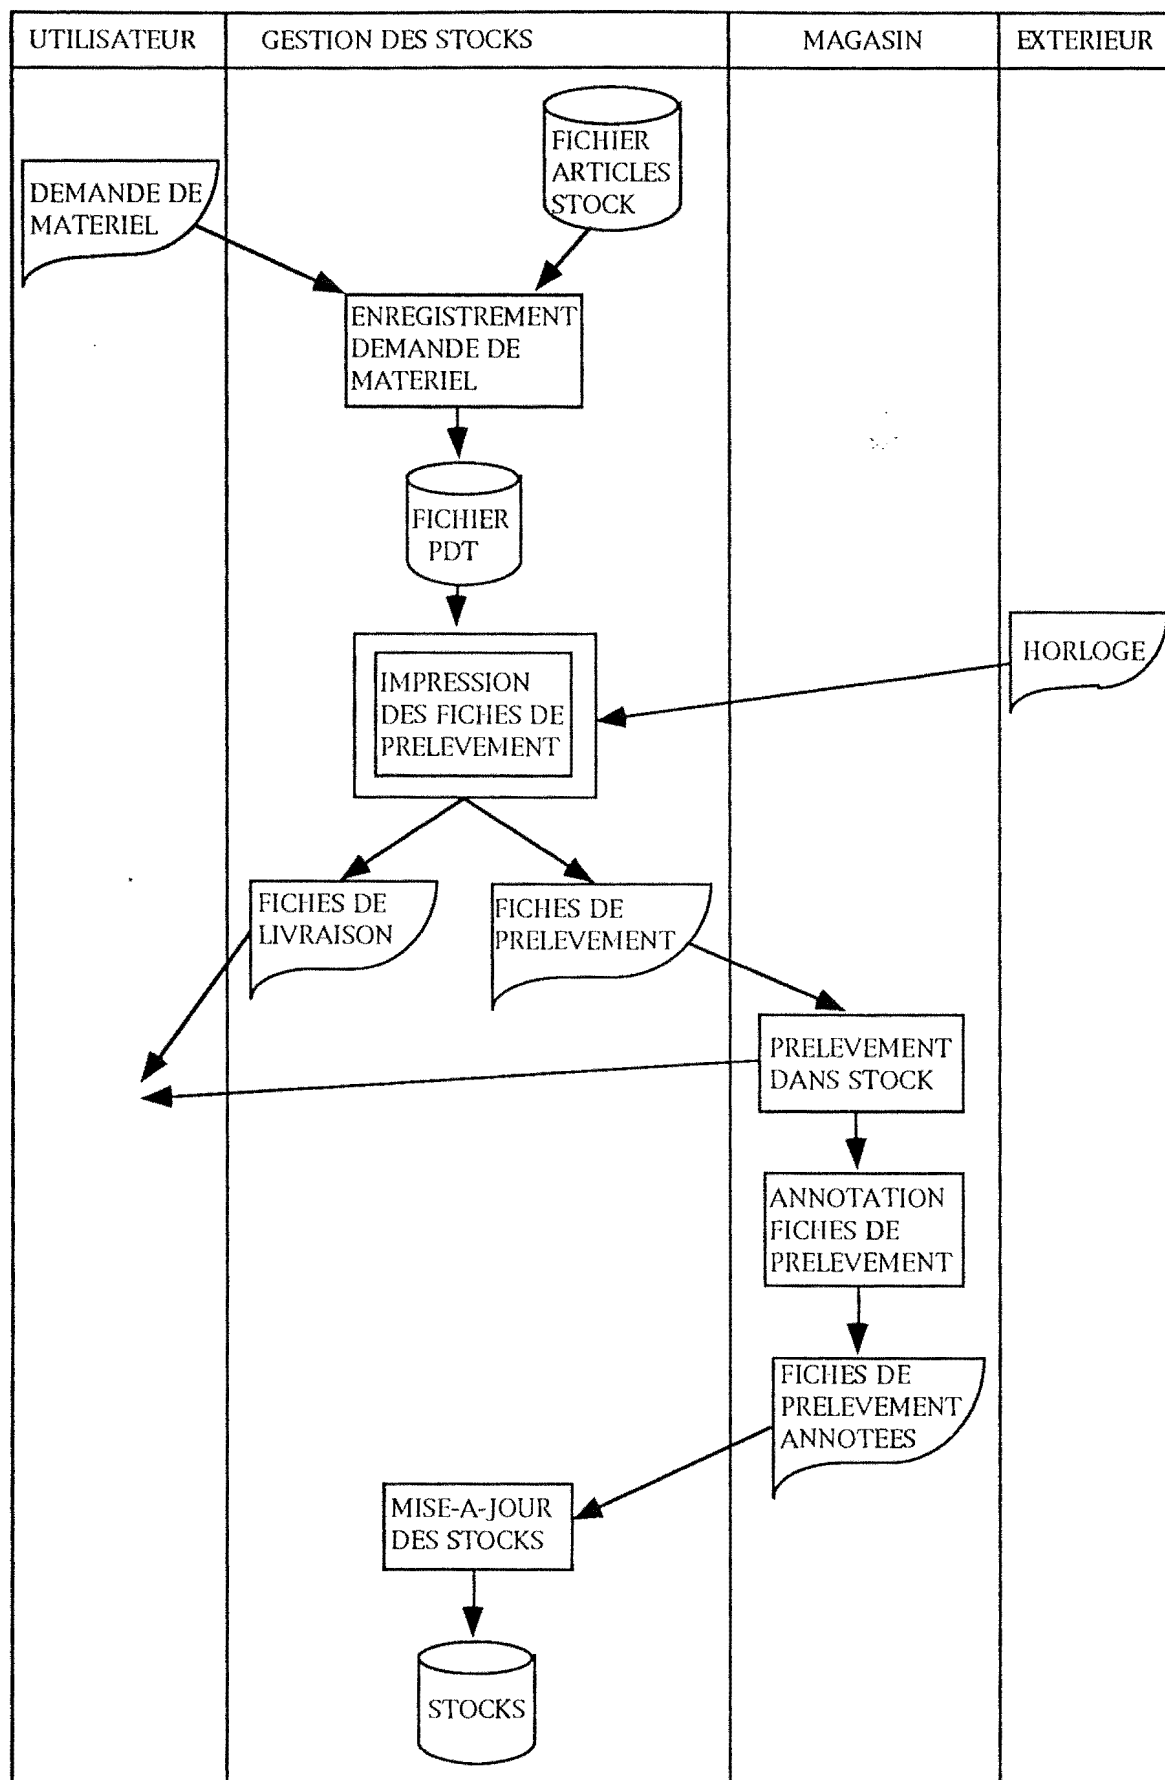 UTILISATEUR
GESTION DES STOCKS
MAGASIN
EXTERIEUR
FICHIER
ARTICLES
STOCK
DEMANDE DE
MATERIEL
ENREGISTREMENT
DEMANDE DE
MATERIEL
FICHIER
PDT
HORLOGE
IMPRESSION
DES FICHES DE
PRELEVEMENT
FICHES DE
LIVRAISON
FICHES DE
PRELEVEMENT
PRELEVEMENT
DANS STOCK
ANNOTATION
FICHES DE
PRELEVEMENT
FICHES DE
PRELEVEMENT
ANNOTEES
MISE-A-JOUR
DES STOCKS
STOCKS